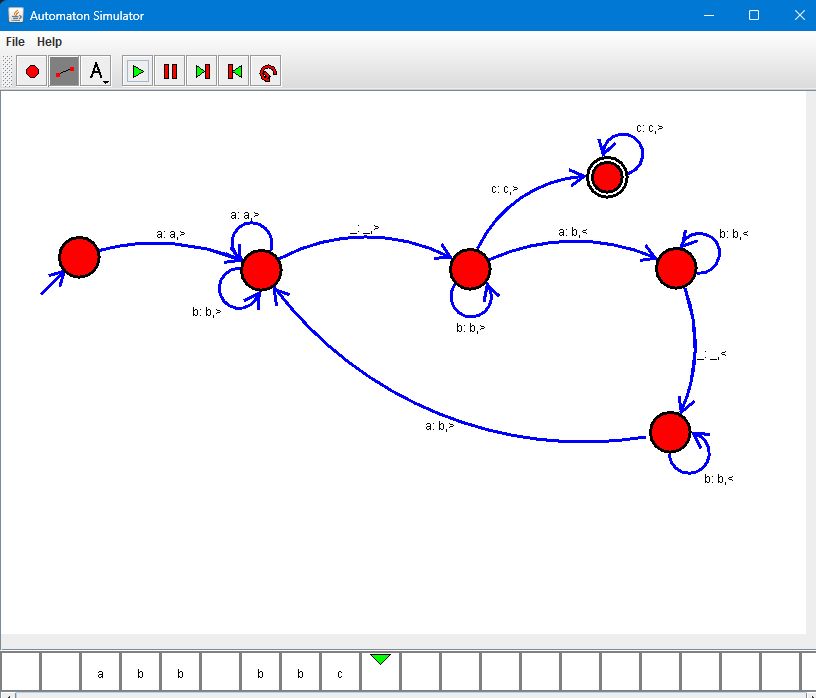 Automaton Simulator
File Help
A
c: c,>
c: c,>
a: a,>
a: a,>
_: _,>
a: b,<
b: b,<
b: b,>
b: b,>
_: _,<
a: b,>
b: b,<
a b b b b c